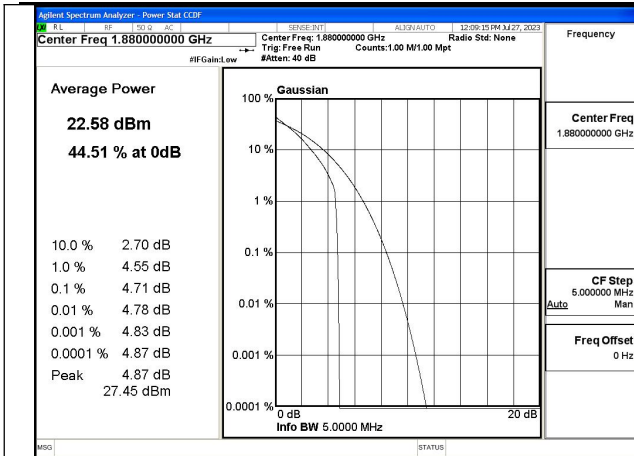 Agilent Spectrum Analyzer - Power Stat CCDF
RL RF 50 Ω AC SENSE:INT ALIGN AUTO 12:09:15 PM Jul 27, 2023
Center Freq 1.880000000 GHz
Center Freq: 1.880000000 GHz Radio Std: None
Trig: Free Run Counts:1.00 M/1.00 Mpt
#IFGain:Low #Atten: 40 dB
Frequency
Average Power
22.58 dBm
44.51 % at 0dB
10.0 % 2.70 dB
1.0 % 4.55 dB
0.1 % 4.71 dB
0.01 % 4.78 dB
0.001 % 4.83 dB
0.0001 % 4.87 dB
Peak 4.87 dB
27.45 dBm
Gaussian
100 %
10 %
1 %
0.1 %
0.01 %
0.001 %
0.0001 %
0 dB 20 dB
Info BW 5.0000 MHz
Center Freq
1.880000000 GHz
CF Step
5.000000 MHz
Auto Man
Freq Offset
0 Hz
MSG STATUS